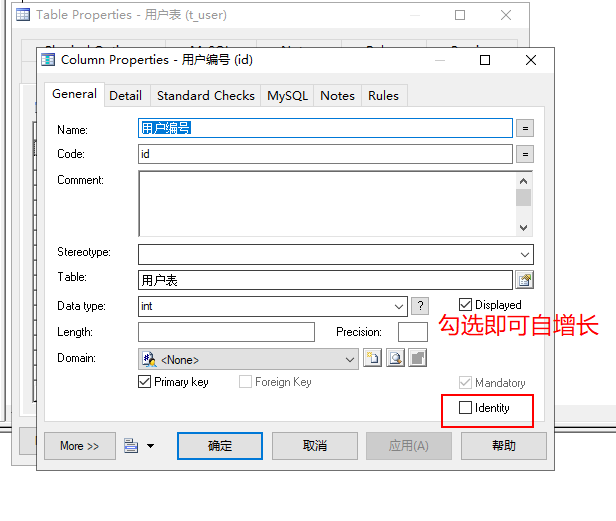 Table Properties - 用户表 (t_user)
Column Properties - 用户编号 (id)
General Detail Standard Checks MySQL Notes Rules
Name: 用户编号 =
Code: id =
Comment:
Stereotype:
Table: 用户表
Data type: int ? Displayed
勾选即可自增长
Length: Precision:
Domain: <None>
Primary key Foreign Key Mandatory
Identity
More >> 确定 取消 应用(A) 帮助